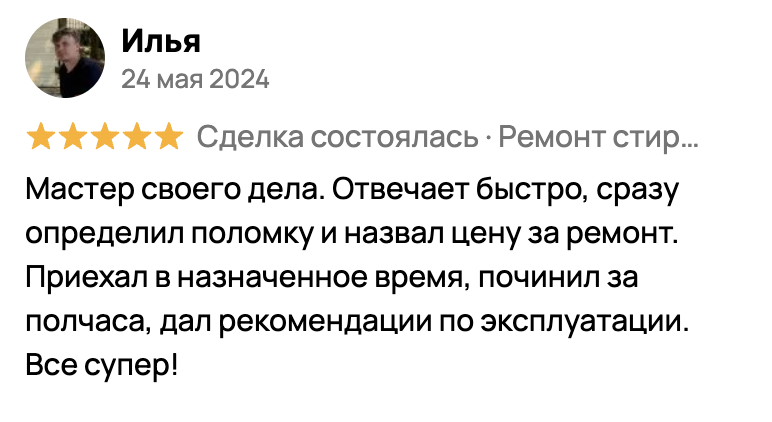 Илья
24 мая 2024
Сделка состоялась · Ремонт стир...
Мастер своего дела. Отвечает быстро, сразу
определил поломку и назвал цену за ремонт.
Приехал в назначенное время, починил за
полчаса, дал рекомендации по эксплуатации.
Все супер!